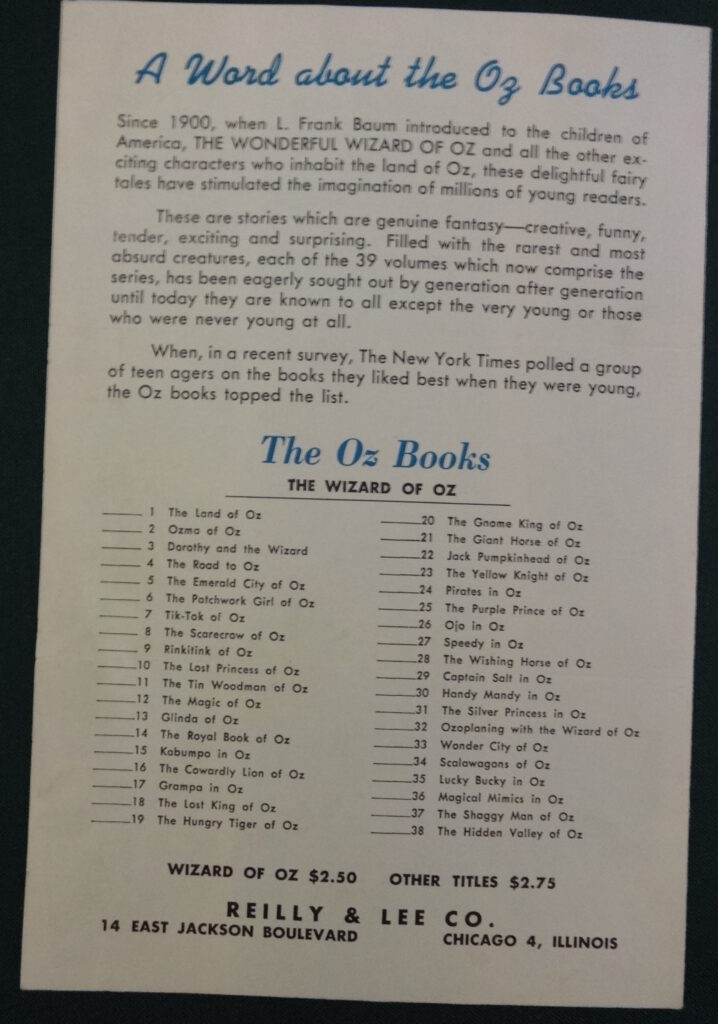 A Word about the Oz Books
Since 1900, when L. Frank Baum introduced to the children of
America, THE WONDERFUL WIZARD OF OZ and all the other ex-
citing characters who inhabit the land of Oz, these delightful fairy
tales have stimulated the imagination of millions of young readers.
These are stories which are genuine fantasy—creative, funny,
tender, exciting and surprising. Filled with the rarest and most
absurd creatures, each of the 39 volumes which now comprise the
series, has been eagerly sought out by generation after generation
until today they are known to all except the very young or those
who were never young at all.
When, in a recent survey, The New York Times polled a group
of teen agers on the books they liked best when they were young,
the Oz books topped the list.
The Oz Books
THE WIZARD OF OZ
1 The Land of Oz
2 Ozma of Oz
3 Dorothy and the Wizard
4 The Road to Oz
5 The Emerald City of Oz
6 The Patchwork Girl of Oz
7 Tik-Tok of Oz
8 The Scarecrow of Oz
9 Rinkitink of Oz
10 The Lost Princess of Oz
11 The Tin Woodman of Oz
12 The Magic of Oz
13 Glinda of Oz
14 The Royal Book of Oz
15 Kabumpo in Oz
16 The Cowardly Lion of Oz
17 Grampa in Oz
18 The Lost King of Oz
19 The Hungry Tiger of Oz
20 The Gnome King of Oz
21 The Giant Horse of Oz
22 Jack Pumpkinhead of Oz
23 The Yellow Knight of Oz
24 Pirates in Oz
25 The Purple Prince of Oz
26 Ojo in Oz
27 Speedy in Oz
28 The Wishing Horse of Oz
29 Captain Salt in Oz
30 Handy Mandy in Oz
31 The Silver Princess in Oz
32 Ozoplaning with the Wizard of Oz
33 Wonder City of Oz
34 Scalawagons of Oz
35 Lucky Bucky in Oz
36 Magical Mimics in Oz
37 The Shaggy Man of Oz
38 The Hidden Valley of Oz
WIZARD OF OZ $2.50 OTHER TITLES $2.75
REILLY & LEE CO.
14 EAST JACKSON BOULEVARD CHICAGO 4, ILLINOIS